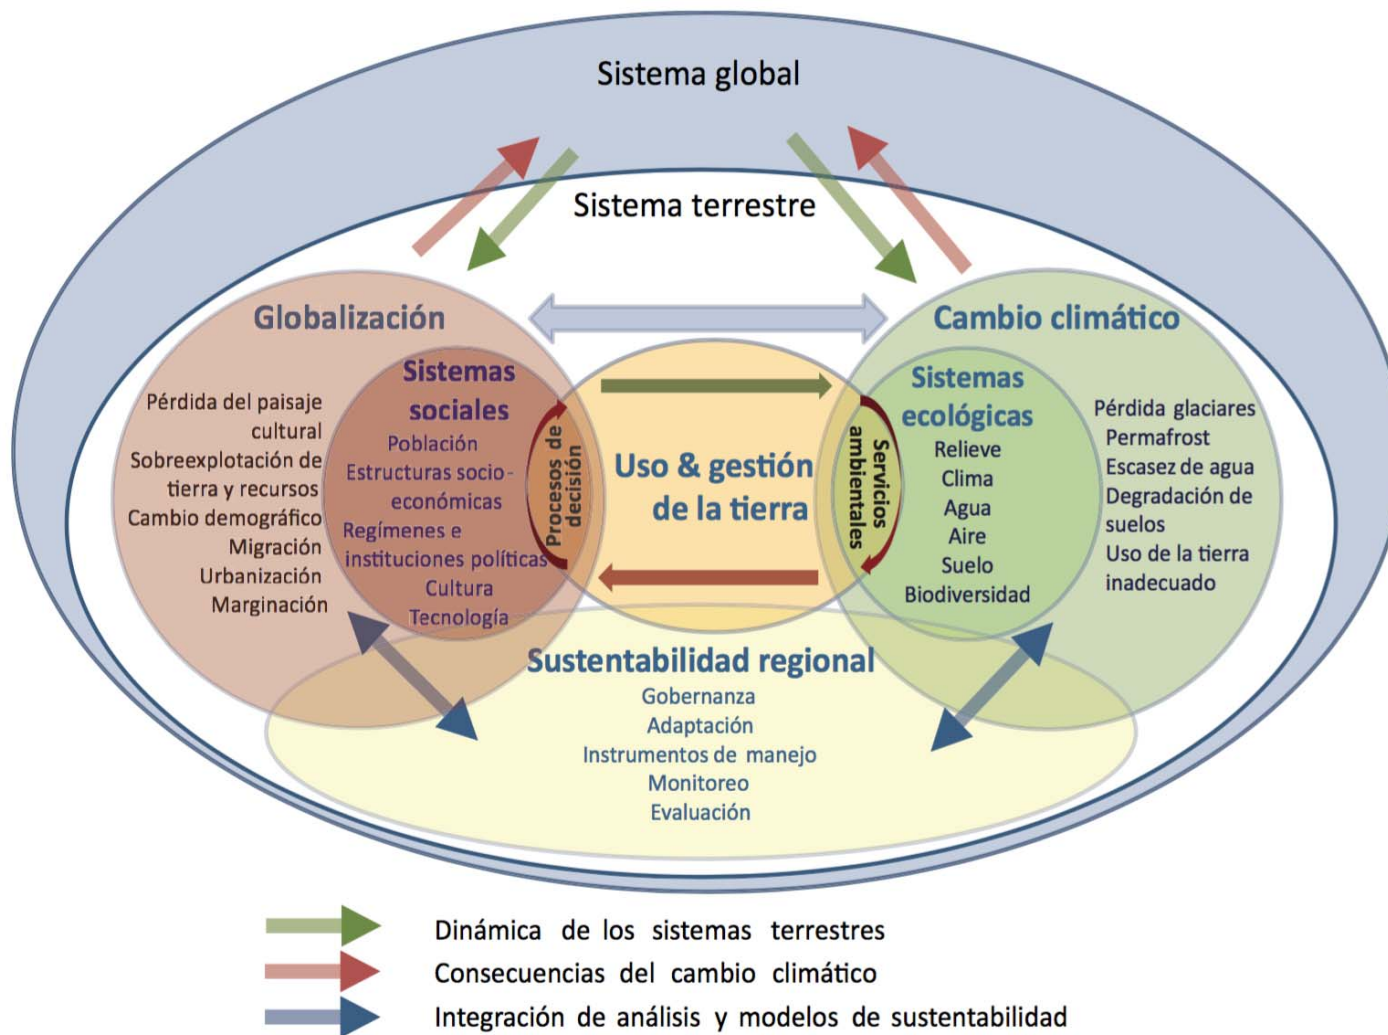 Sistema global
Sistema terrestre
Globalización
Pérdida del paisaje
cultural
Sobreexplotación de
tierra y recursos
Cambio demográfico
Migración
Urbanización
Marginación
Sistemas
sociales
Población
Estructuras socio-
económicas
Regímenes e
instituciones políticas
Cultura
Tecnología
Procesos de
decisión
Uso & gestión
de la tierra
Servicios
ambientales
Cambio climático
Sistemas
ecológicas
Relieve
Clima
Agua
Aire
Suelo
Biodiversidad
Pérdida glaciares
Permafrost
Escasez de agua
Degradación de
suelos
Uso de la tierra
inadecuado
Sustentabilidad regional
Gobernanza
Adaptación
Instrumentos de manejo
Monitoreo
Evaluación
Dinámica de los sistemas terrestres
Consecuencias del cambio climático
Integración de análisis y modelos de sustentabilidad